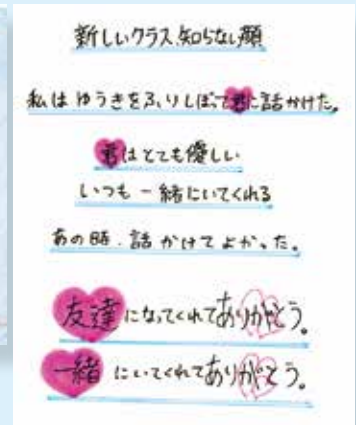 新しいクラス、知らない顔
私はゆうきをふりしぼって君に話かけた。
君はとても優しい
いつも一緒にいてくれる
あの時、話かけてよかった。
友達になってくれてありがとう。
一緒にいてくれてありがとう。